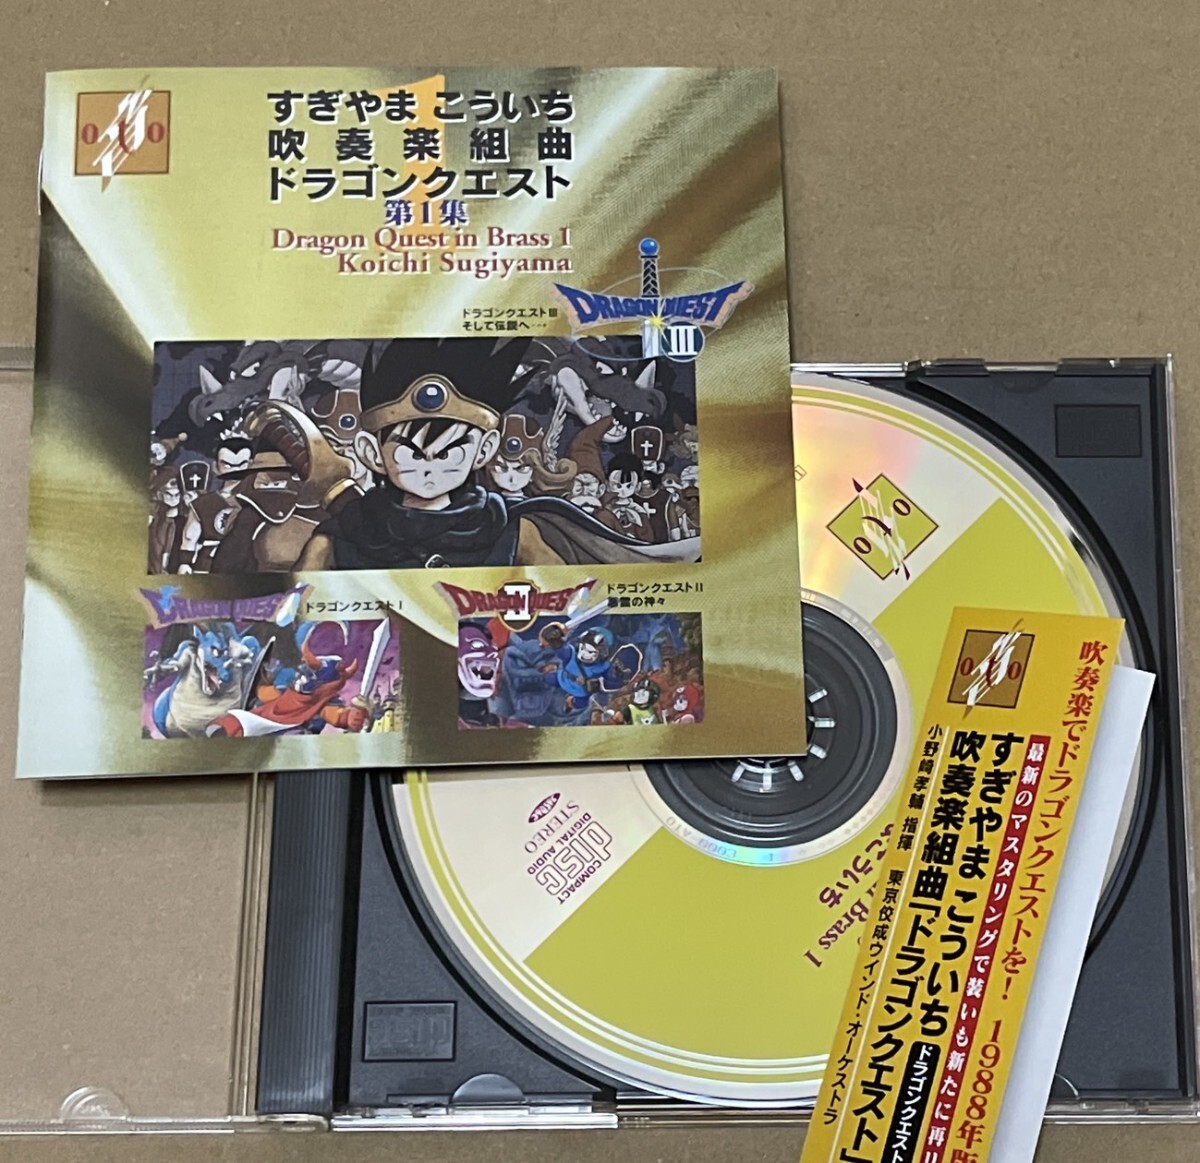 すぎやま こういち
吹奏楽組曲
ドラゴンクエスト
第1集
Dragon Quest in Brass 1
Koichi Sugiyama
ドラゴンクエストIII
そして伝説へ…
DRAGON QUEST
III
DRAGON QUEST
ドラゴンクエストI
DRAGON QUEST
II
ドラゴンクエストII
悪霊の神々
COMPACT
disc
DIGITAL AUDIO
STEREO
こういち
Brass 1
吹奏楽でドラゴンクエストを! 1988年版
最新のマスタリングで装いも新たに再リ
すぎやま こういち
ドラゴンクエスト
吹奏楽組曲「ドラゴンクエスト」
小野崎孝輔 指揮 東京佼成ウインド・オーケストラ